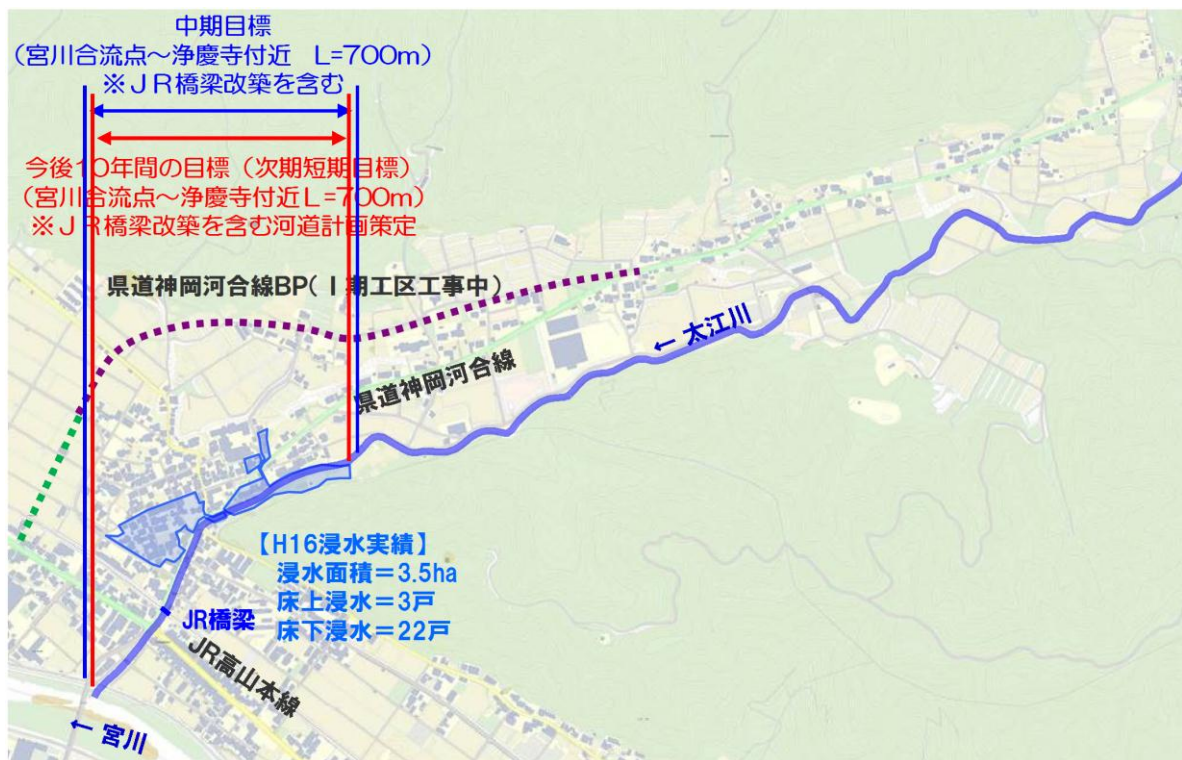 中期目標
(宮川合流点～浄慶寺付近 L=700m)
※JR橋梁改築を含む
今後10年間の目標(次期短期目標)
(宮川合流点～浄慶寺付近L=700m)
※JR橋梁改築を含む河道計画策定
県道神岡河合線BP(Ⅰ期工区工事中)
← 太江川
県道神岡河合線
【H16浸水実績】
浸水面積=3.5ha
床上浸水=3戸
床下浸水=22戸
JR橋梁
JR高山本線
← 宮川